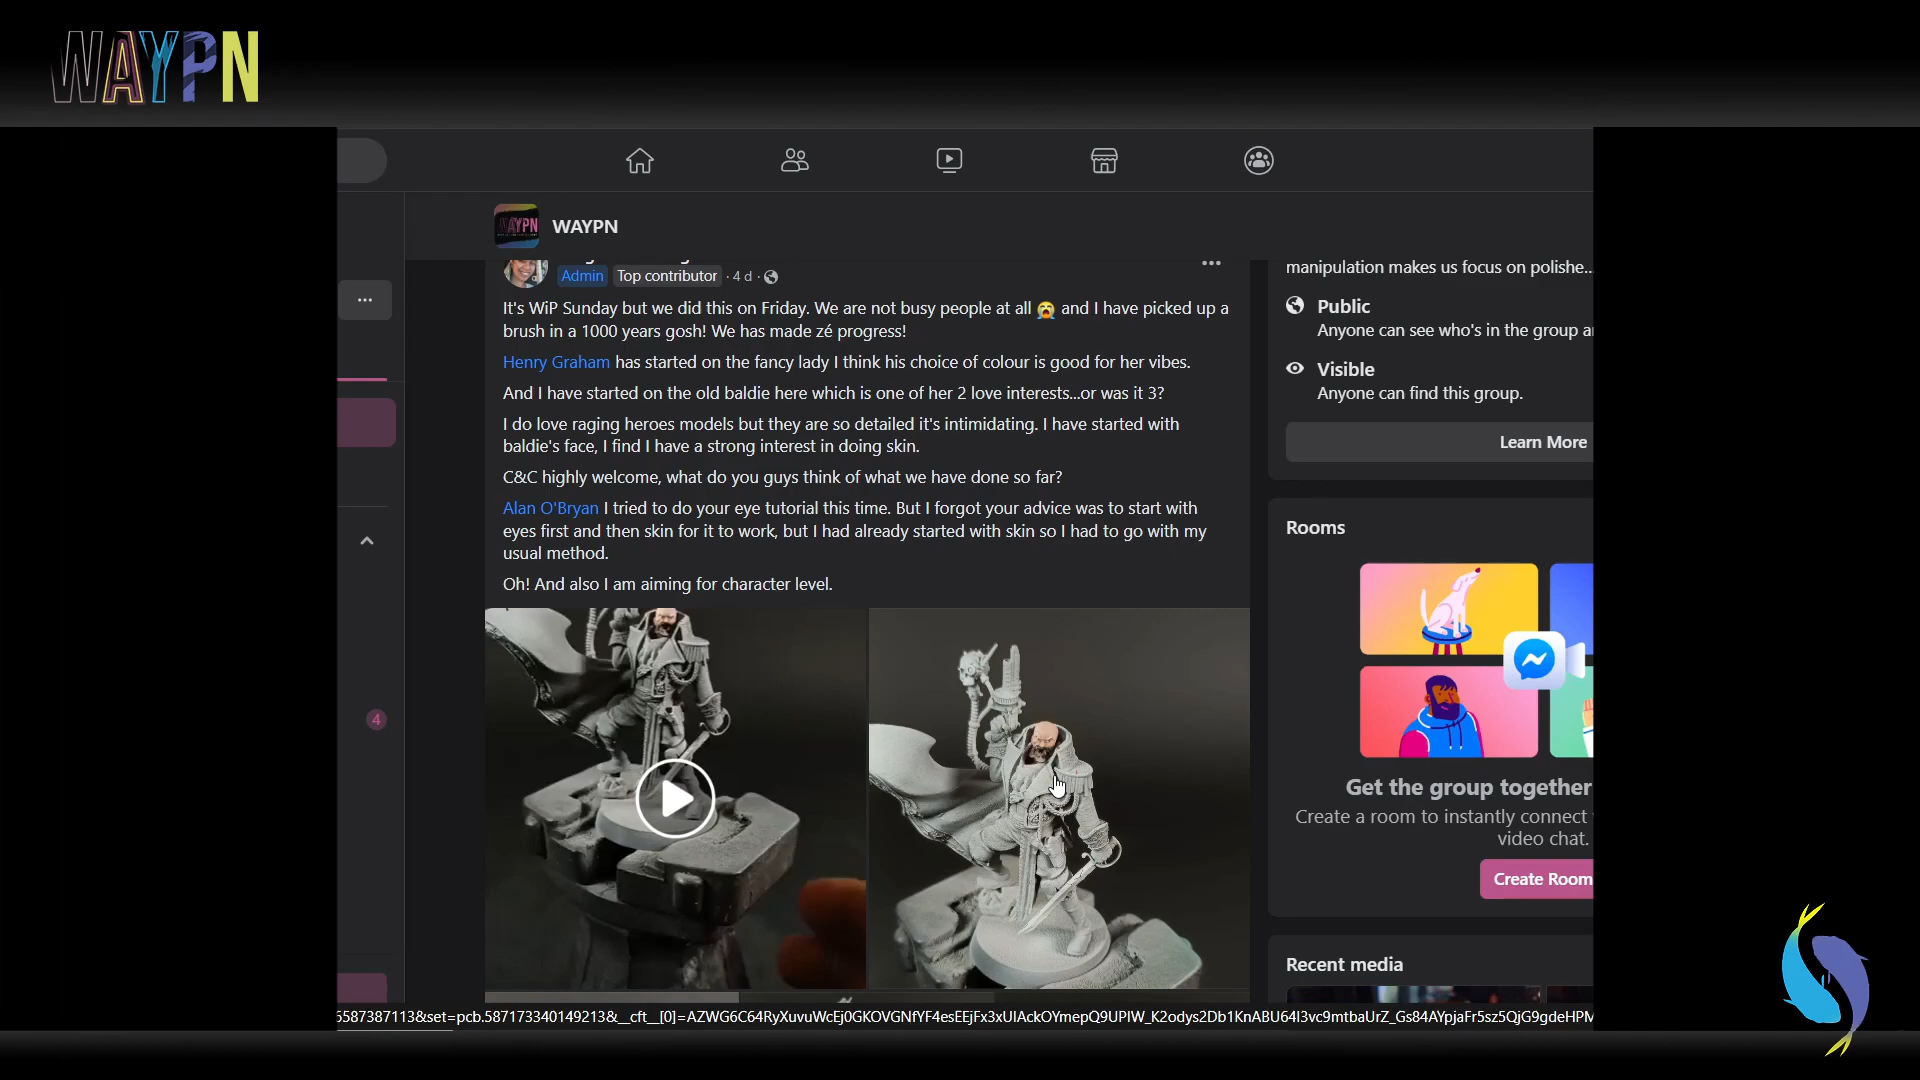 WAYPN
WAYPN
WAYPN
Admin Top contributor · 4 d ·
It's WiP Sunday but we did this on Friday. We are not busy people at all 😭 and I have picked up a
brush in a 1000 years gosh! We has made zé progress!
Henry Graham has started on the fancy lady I think his choice of colour is good for her vibes.
And I have started on the old baldie here which is one of her 2 love interests...or was it 3?
I do love raging heroes models but they are so detailed it's intimidating. I have started with
baldie's face, I find I have a strong interest in doing skin.
C&C highly welcome, what do you guys think of what we have done so far?
Alan O'Bryan I tried to do your eye tutorial this time. But I forgot your advice was to start with
eyes first and then skin for it to work, but I had already started with skin so I had to go with my
usual method.
Oh! And also I am aiming for character level.
4
manipulation makes us focus on polishe...
Public
Anyone can see who's in the group
Visible
Anyone can find this group.
Learn More
Rooms
Get the group together
Create a room to instantly connect
video chat.
Create Room
Recent media